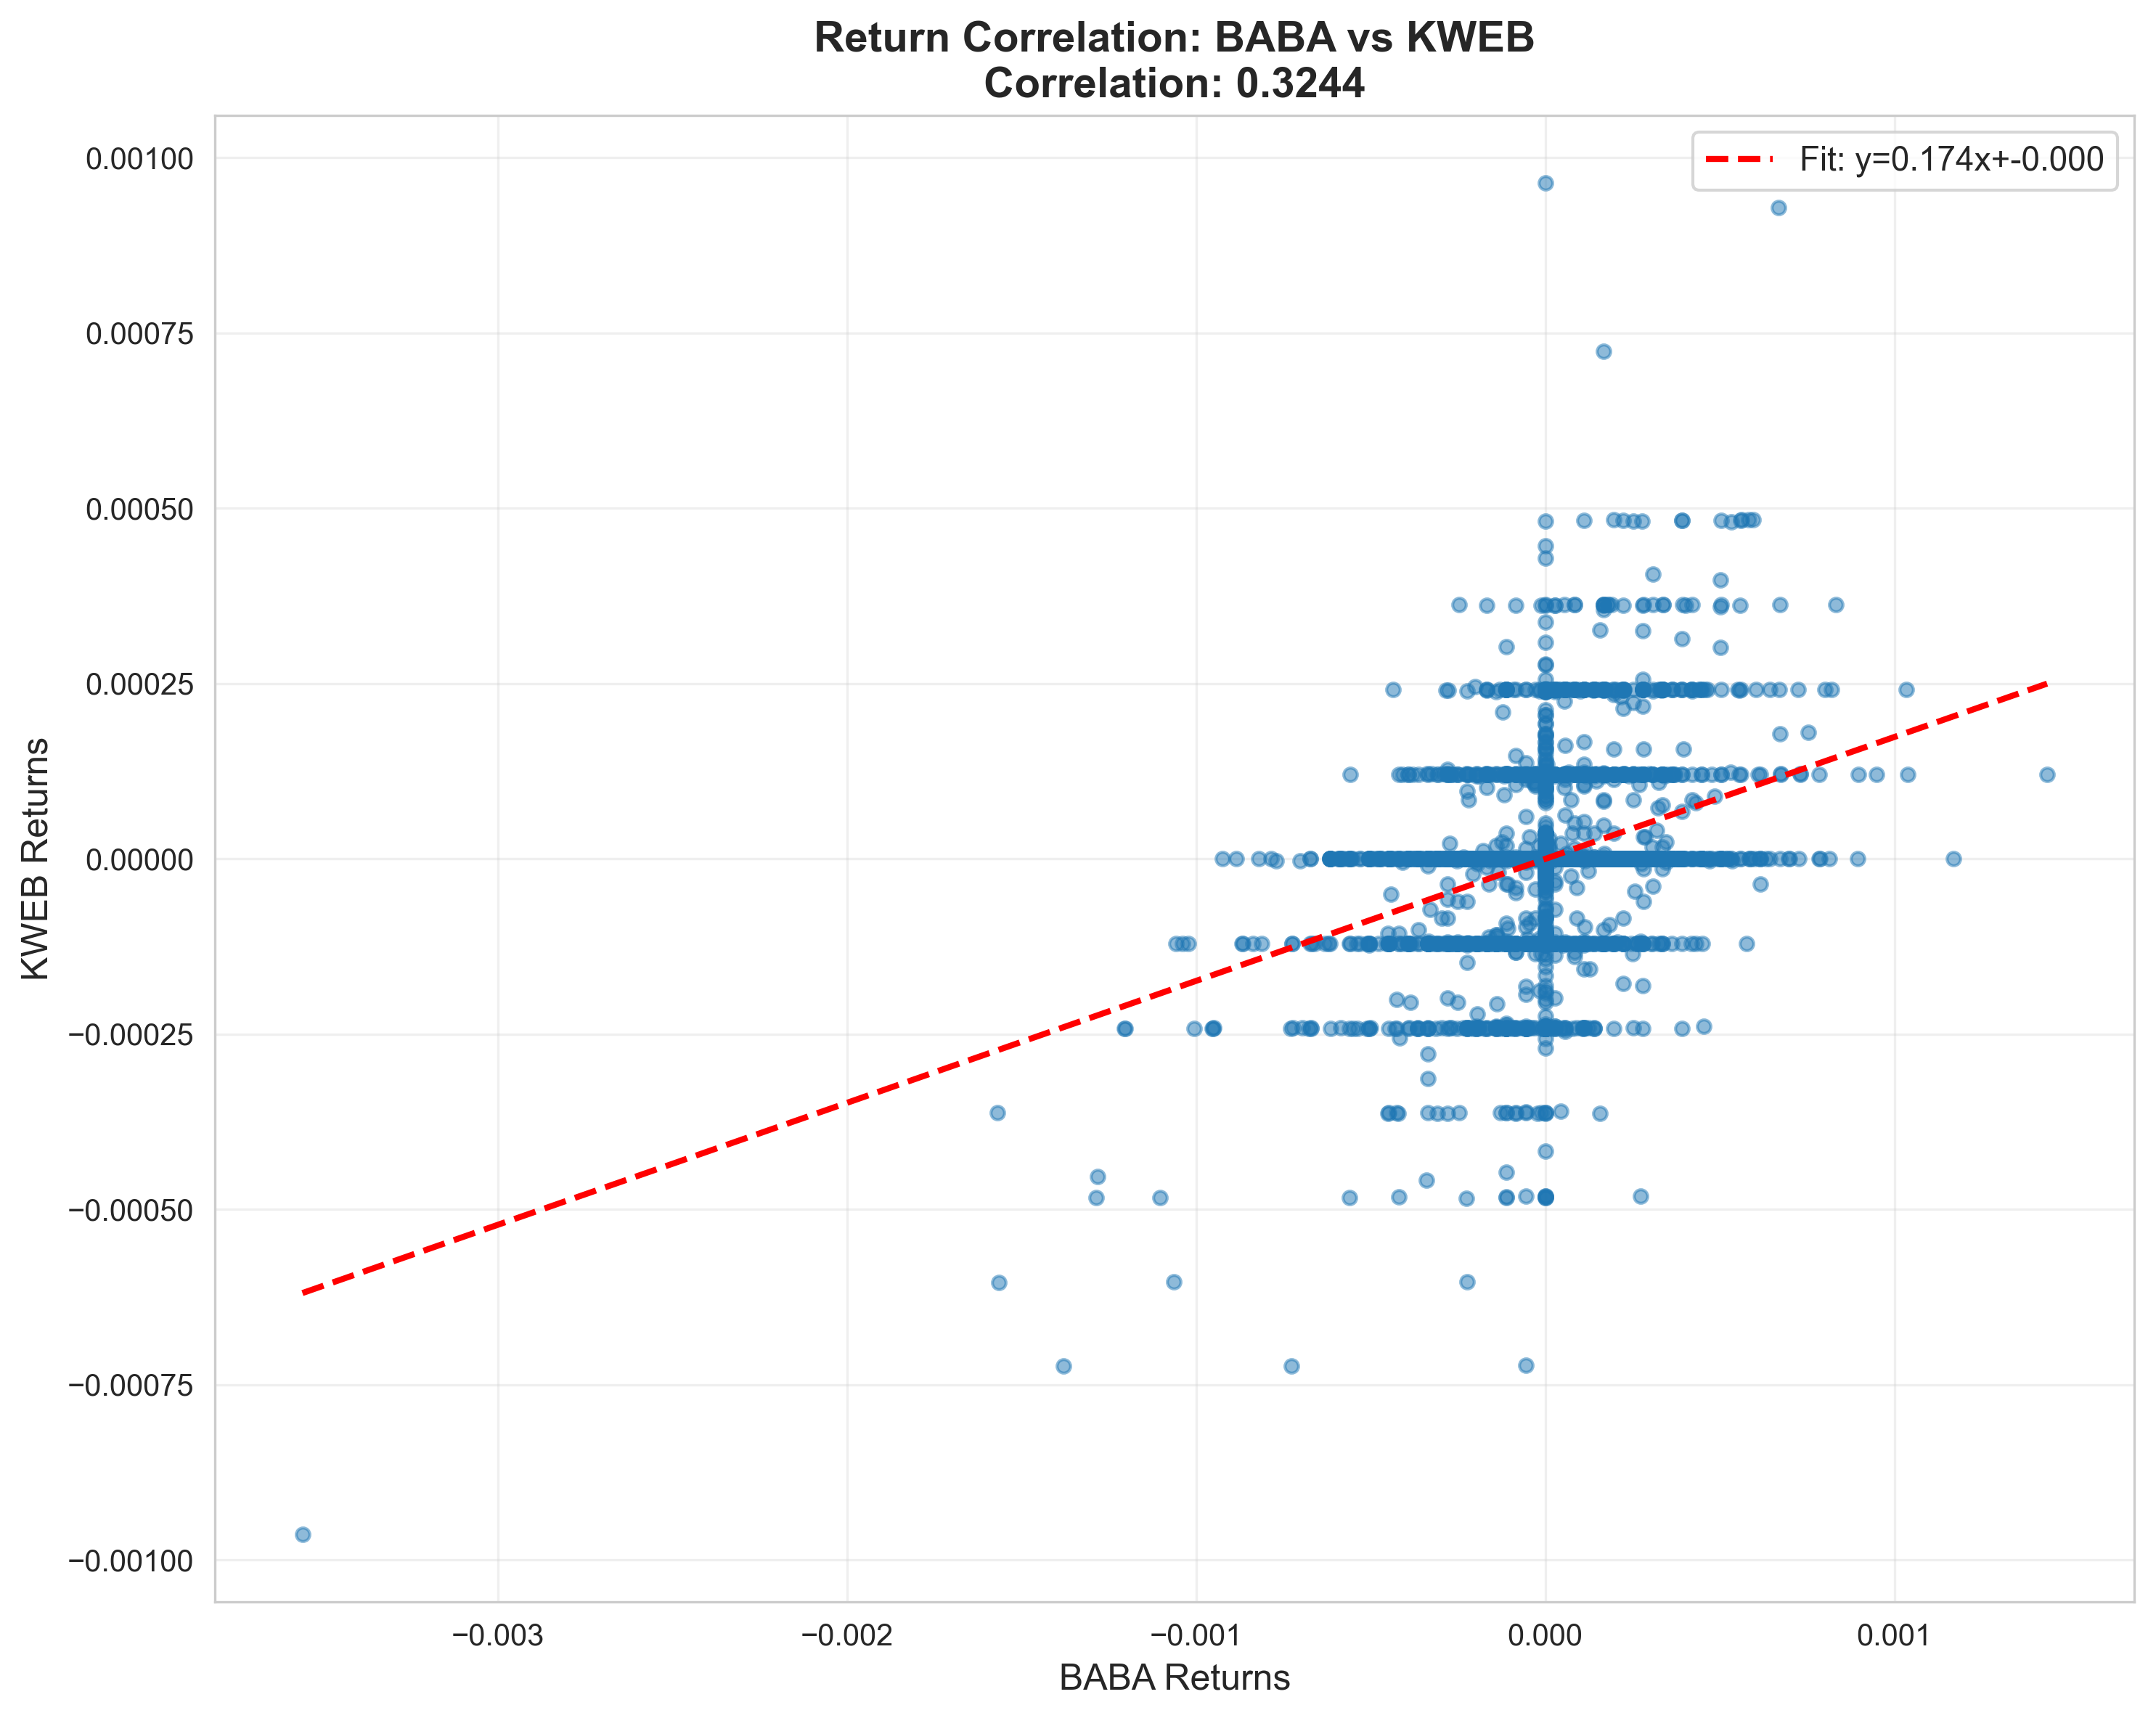 Return Correlation: BABA vs KWEB
Correlation: 0.3244
Fit: y=0.174x+-0.000
KWEB Returns
0.00100
0.00075
0.00050
0.00025
0.00000
−0.00025
−0.00050
−0.00075
−0.00100
−0.003 −0.002 −0.001 0.000 0.001
BABA Returns